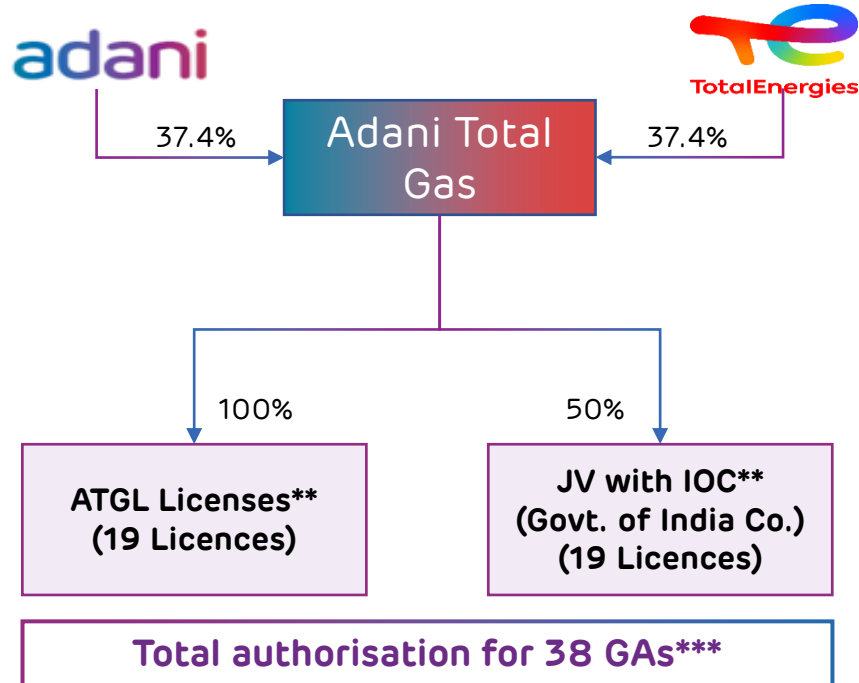 adani
TotalEnergies
37.4%
Adani Total
Gas
37.4%
100%
50%
ATGL Licenses**
(19 Licences)
JV with IOC**
(Govt. of India Co.)
(19 Licences)
Total authorisation for 38 GAs***